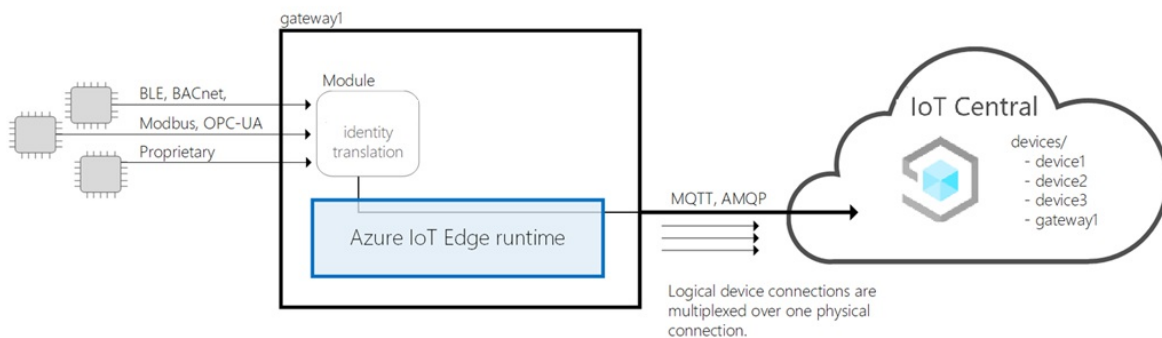 gateway1
Module
BLE, BACnet,
Modbus, OPC-UA
Proprietary
identity
translation
Azure IoT Edge runtime
MQTT, AMQP
Logical device connections are
multiplexed over one physical
connection.
IoT Central
devices/
- device1
- device2
- device3
- gateway1